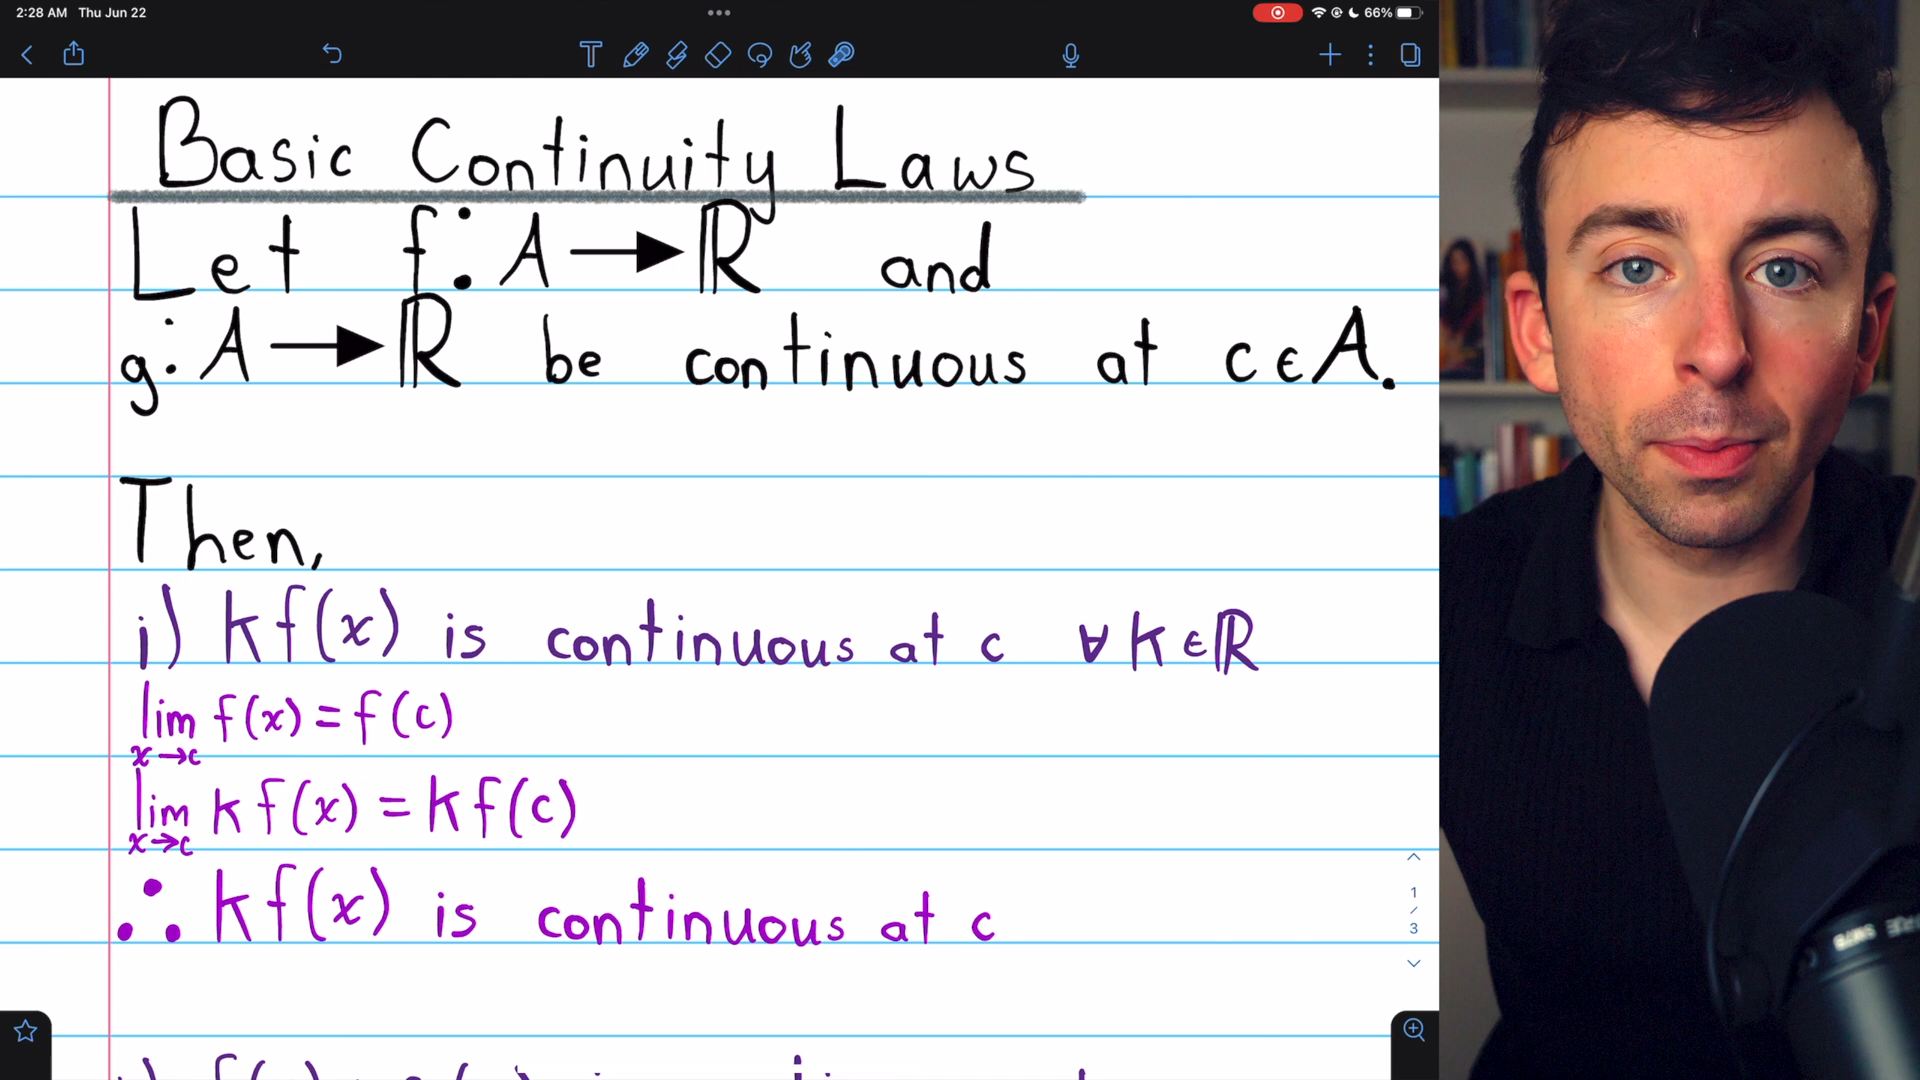 2:28 AM Thu Jun 22
66%
Basic Continuity Laws
Let f: A → ℝ and
g: A → ℝ be continuous at c ∈ A.
Then,
i) kf(x) is continuous at c ∀ k ∈ ℝ
lim f(x) = f(c)
x→c
lim kf(x) = kf(c)
x→c
∴ kf(x) is continuous at c
1
/
3